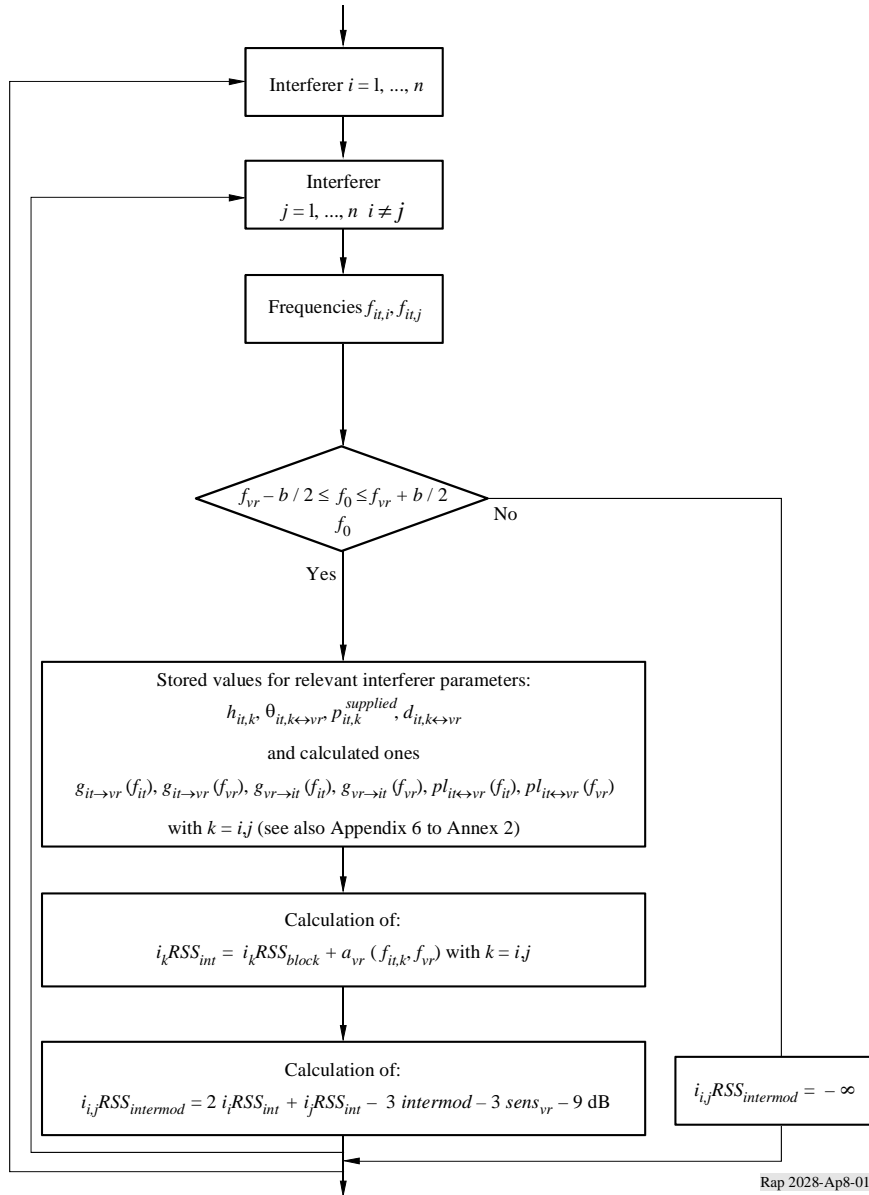 Interferer i = l, ..., n
Interferer
j = l, ..., n i ≠ j
Frequencies f_{it,i}, f_{it,j}
f_{vr} – b / 2 ≤ f_0 ≤ f_{vr} + b / 2
f_0
No
Yes
Stored values for relevant interferer parameters:
h_{it,k}, θ_{it,k↔vr}, p_{it,k}^{supplied}, d_{it,k↔vr}
and calculated ones
g_{it→vr} (f_{it}), g_{it→vr} (f_{vr}), g_{vr→it} (f_{it}), g_{vr→it} (f_{vr}), pl_{it↔vr} (f_{it}), pl_{it↔vr} (f_{vr})
with k = i,j (see also Appendix 6 to Annex 2)
Calculation of:
i_kRSS_{int} = i_kRSS_{block} + a_{vr} (f_{it,k}, f_{vr}) with k = i,j
Calculation of:
i_{i,j}RSS_{intermod} = 2 i_iRSS_{int} + i_jRSS_{int} – 3 intermod – 3 sens_{vr} – 9 dB
i_{i,j}RSS_{intermod} = – ∞
Rap 2028-Ap8-01